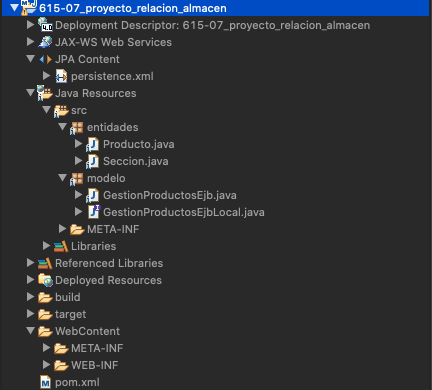 615-07_proyecto_relacion_almacen
Deployment Descriptor: 615-07_proyecto_relacion_almacen
JAX-WS Web Services
JPA Content
persistence.xml
Java Resources
src
entidades
Producto.java
Seccion.java
modelo
GestionProductosEjb.java
GestionProductosEjbLocal.java
META-INF
Libraries
Referenced Libraries
Deployed Resources
build
target
WebContent
META-INF
WEB-INF
pom.xml